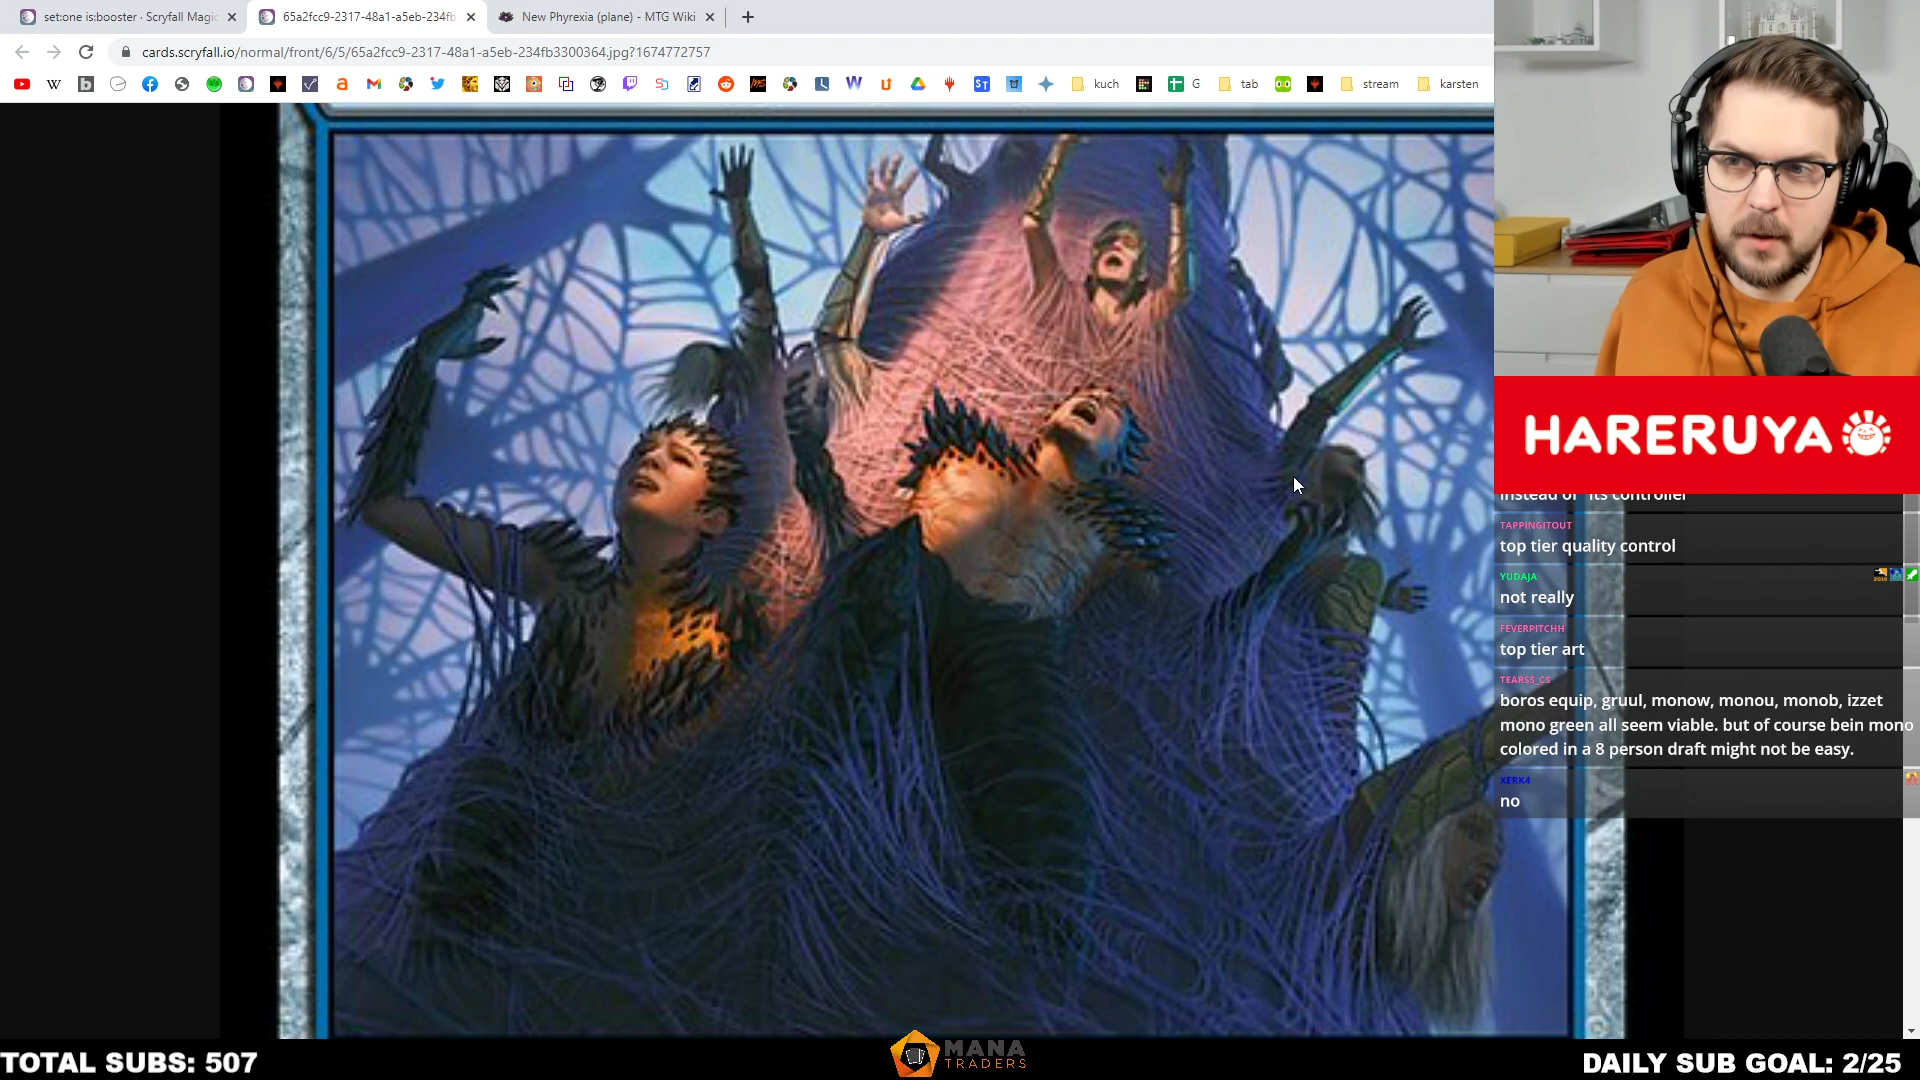 set:one is:booster · Scryfall Magic
65a2fcc9-2317-48a1-a5eb-234fb
New Phyrexia (plane) - MTG Wiki
cards.scryfall.io/normal/front/6/5/65a2fcc9-2317-48a1-a5eb-234fb3300364.jpg?1674772757
kuch
G
tab
stream
karsten
HARERUYA
instead of "its controller"
TAPPINGITOUT
top tier quality control
YUDAJA
not really
FEVERPITCHH
top tier art
TEARSS_CS
boros equip, gruul, monow, monou, monob, izzet
mono green all seem viable. but of course bein mono
colored in a 8 person draft might not be easy.
XERK4
no
TOTAL SUBS: 507
MANA
TRADERS
DAILY SUB GOAL: 2/25